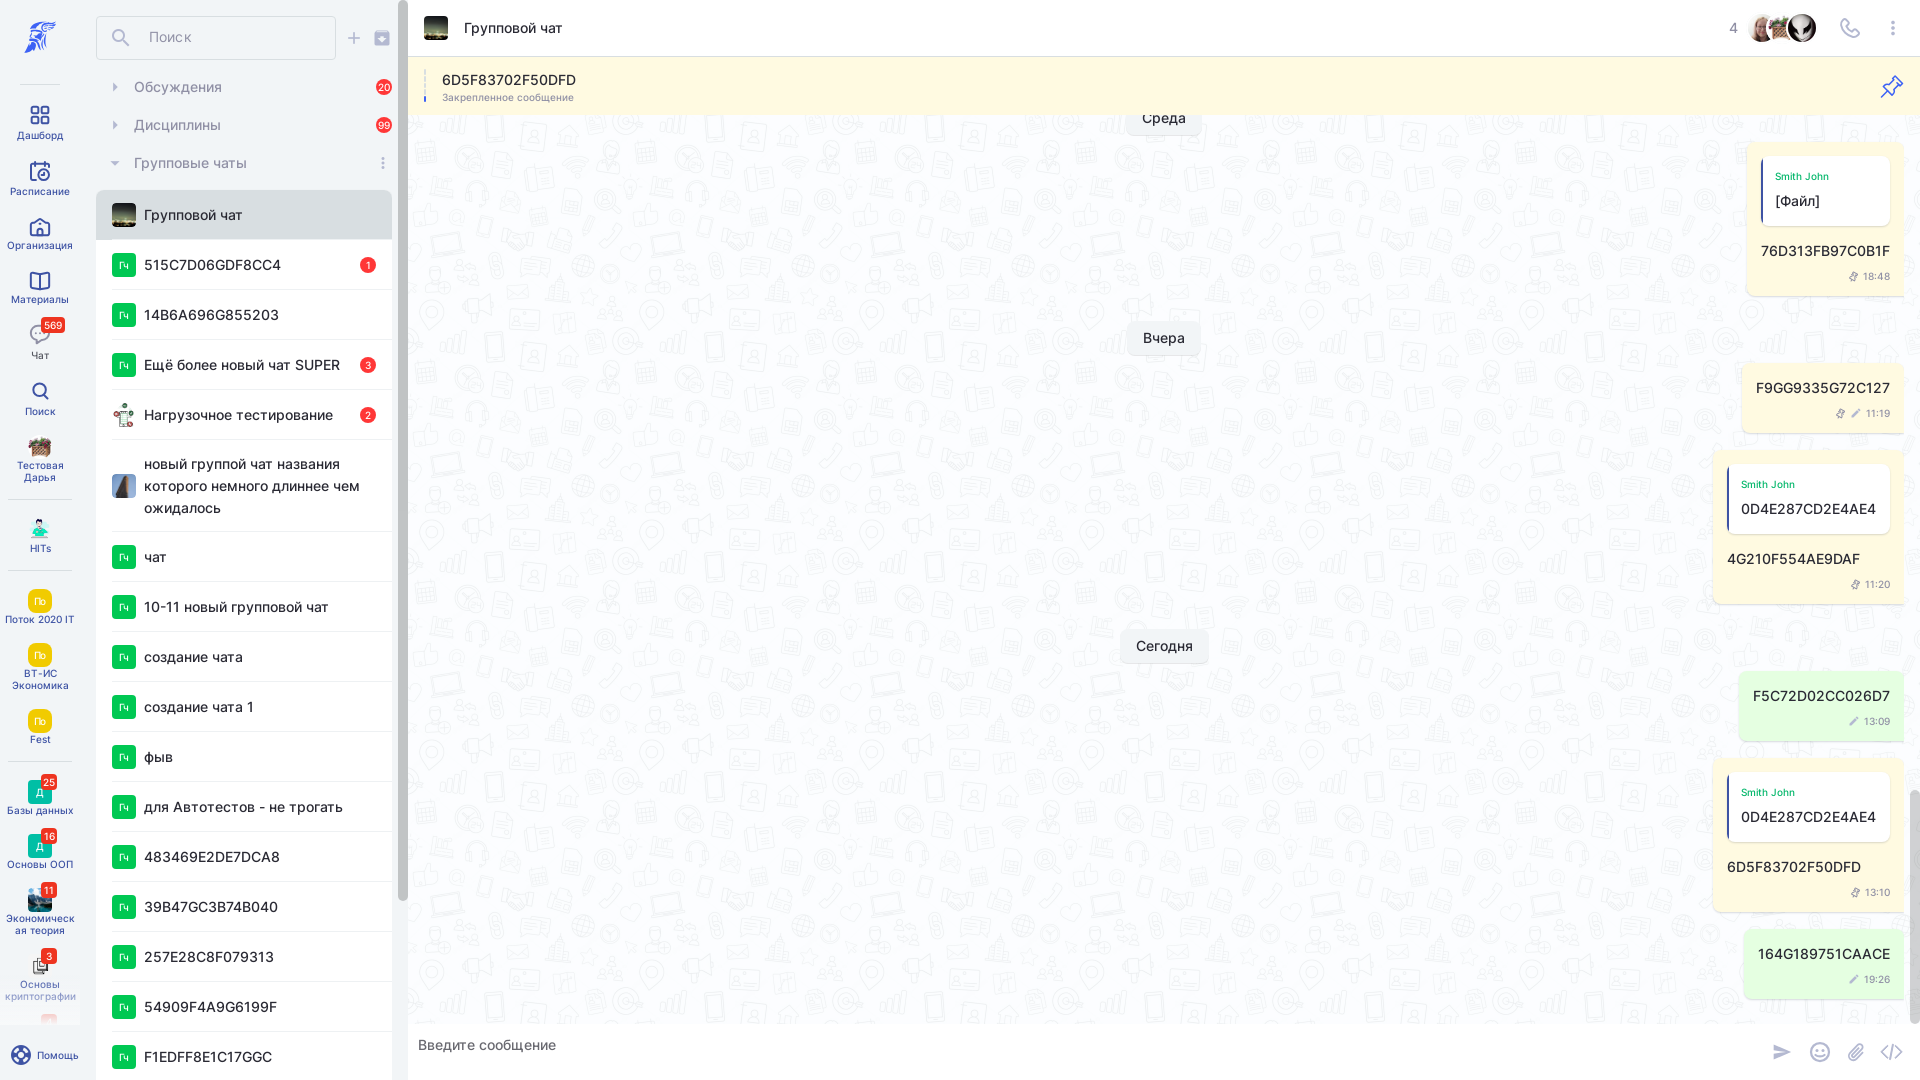 Дашборд
Расписание
Организация
Материалы
569
Чат
Поиск
Тестовая
Дарья
HITs
По
Поток 2020 IT
По
ВТ-ИС
Экономика
По
Fest
25
Д
Базы данных
16
Д
Основы ООП
11
Экономическ
ая теория
3
Основы
криптографии
Помощь
Поиск
Обсуждения
20
Дисциплины
99
Групповые чаты
Групповой чат
Гч
515C7D06GDF8CC4
1
Гч
14B6A696G855203
Гч
Ещё более новый чат SUPER
3
Нагрузочное тестирование
2
новый группой чат названия
которого немного длиннее чем
ожидалось
Гч
чат
Гч
10-11 новый групповой чат
Гч
создание чата
Гч
создание чата 1
Гч
фыв
Гч
для Автотестов - не трогать
Гч
483469E2DE7DCA8
Гч
39B47GC3B74B040
Гч
257E28C8F079313
Гч
54909F4A9G6199F
Гч
F1EDFF8E1C17GGC
Групповой чат
4
6D5F83702F50DFD
Закрепленное сообщение
Среда
Smith John
[Файл]
76D313FB97C0B1F
18:48
Вчера
F9GG9335G72C127
11:19
Smith John
0D4E287CD2E4AE4
4G210F554AE9DAF
11:20
Сегодня
F5C72D02CC026D7
13:09
Smith John
0D4E287CD2E4AE4
6D5F83702F50DFD
13:10
164G189751CAACE
19:26
Введите сообщение